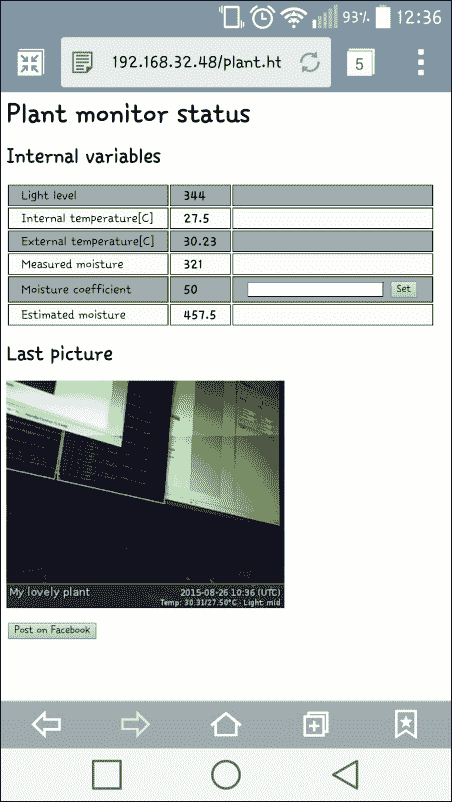 93% 12:36
192.168.32.48/plant.ht 5
Plant monitor status
Internal variables
Light level 344
Internal temperature[C] 27.5
External temperature[C] 30.23
Measured moisture 321
Moisture coefficient 50 Set
Estimated moisture 457.5
Last picture
My lovely plant 2015-08-26 10:36 (UTC)
Temp: 30.31/27.50°C - Light: mid
Post on Facebook